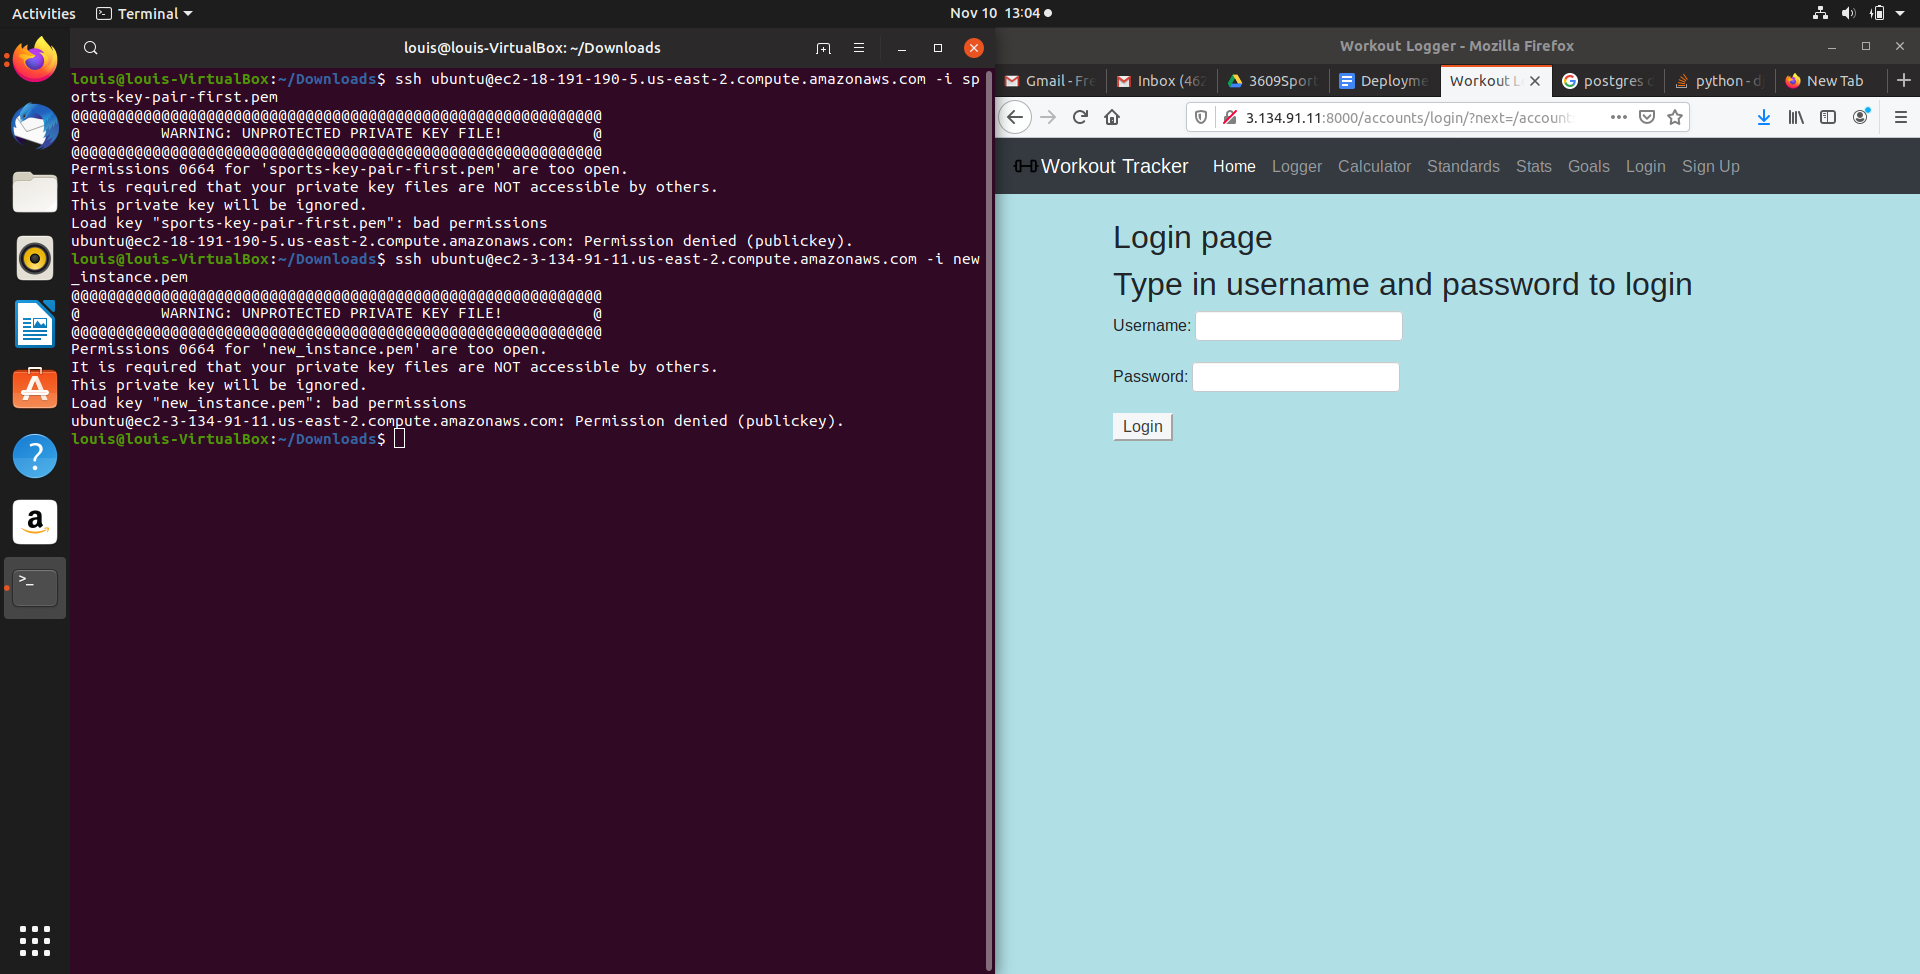 Activities
Terminal
Nov 10 13:04
louis@louis-VirtualBox: ~/Downloads
louis@louis-VirtualBox:~/Downloads$ ssh ubuntu@ec2-18-191-190-5.us-east-2.compute.amazonaws.com -i sp
orts-key-pair-first.pem
@@@@@@@@@@@@@@@@@@@@@@@@@@@@@@@@@@@@@@@@@@@@@@@@@@@@@@@@@@@
@         WARNING: UNPROTECTED PRIVATE KEY FILE!          @
@@@@@@@@@@@@@@@@@@@@@@@@@@@@@@@@@@@@@@@@@@@@@@@@@@@@@@@@@@@
Permissions 0664 for 'sports-key-pair-first.pem' are too open.
It is required that your private key files are NOT accessible by others.
This private key will be ignored.
Load key "sports-key-pair-first.pem": bad permissions
ubuntu@ec2-18-191-190-5.us-east-2.compute.amazonaws.com: Permission denied (publickey).
louis@louis-VirtualBox:~/Downloads$ ssh ubuntu@ec2-3-134-91-11.us-east-2.compute.amazonaws.com -i new
_instance.pem
@@@@@@@@@@@@@@@@@@@@@@@@@@@@@@@@@@@@@@@@@@@@@@@@@@@@@@@@@@@
@         WARNING: UNPROTECTED PRIVATE KEY FILE!          @
@@@@@@@@@@@@@@@@@@@@@@@@@@@@@@@@@@@@@@@@@@@@@@@@@@@@@@@@@@@
Permissions 0664 for 'new_instance.pem' are too open.
It is required that your private key files are NOT accessible by others.
This private key will be ignored.
Load key "new_instance.pem": bad permissions
ubuntu@ec2-3-134-91-11.us-east-2.compute.amazonaws.com: Permission denied (publickey).
louis@louis-VirtualBox:~/Downloads$
Workout Logger - Mozilla Firefox
Gmail - Fre Inbox (462 3609Spor Deployme Workout L postgres c python - d New Tab
3.134.91.11:8000/accounts/login/?next=/account
Workout Tracker Home Logger Calculator Standards Stats Goals Login Sign Up
Login page
Type in username and password to login
Username:
Password:
Login